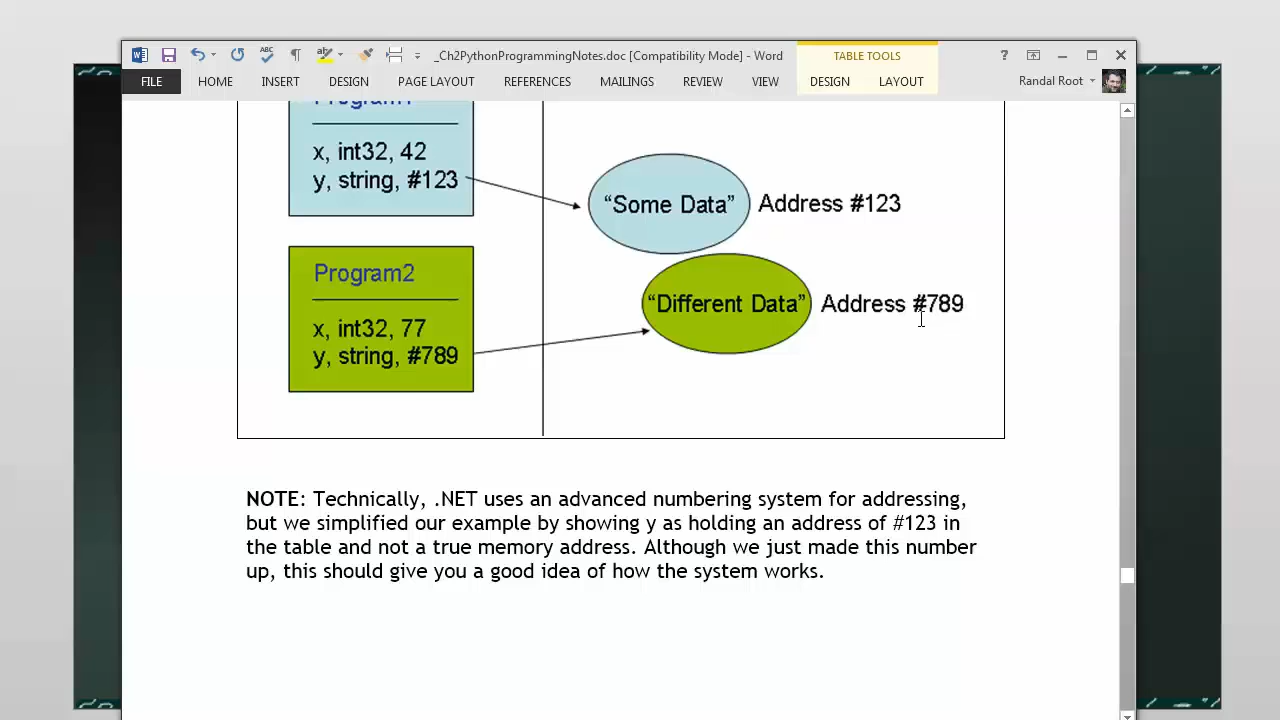 _Ch2PythonProgrammingNotes.doc [Compatibility Mode] - Word
TABLE TOOLS
?
FILE HOME INSERT DESIGN PAGE LAYOUT REFERENCES MAILINGS REVIEW VIEW DESIGN LAYOUT Randal Root
Program1
x, int32, 42
y, string, #123
“Some Data” Address #123
Program2
x, int32, 77
y, string, #789
“Different Data” Address #789
NOTE: Technically, .NET uses an advanced numbering system for addressing,
but we simplified our example by showing y as holding an address of #123 in
the table and not a true memory address. Although we just made this number
up, this should give you a good idea of how the system works.